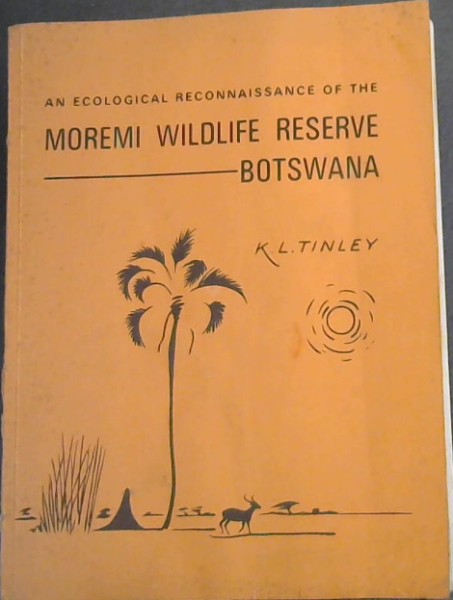 AN ECOLOGICAL RECONNAISSANCE OF THE
MOREMI WILDLIFE RESERVE
BOTSWANA
K L. TINLEY